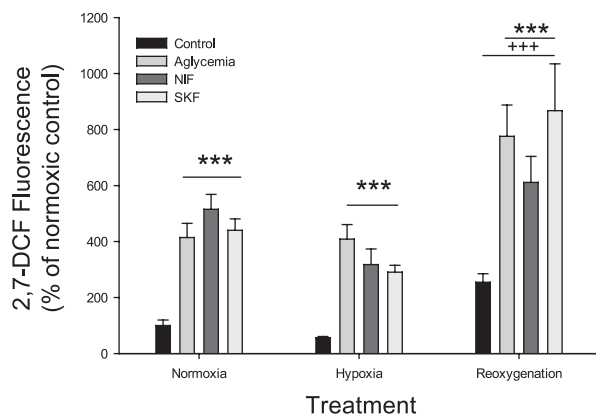 1200
1000
800
600
400
200
0
2,7-DCF Fluorescence
(% of normoxic control)
Control
Aglycemia
NIF
SKF
***
***
***
+++
Normoxia
Hypoxia
Reoxygenation
Treatment